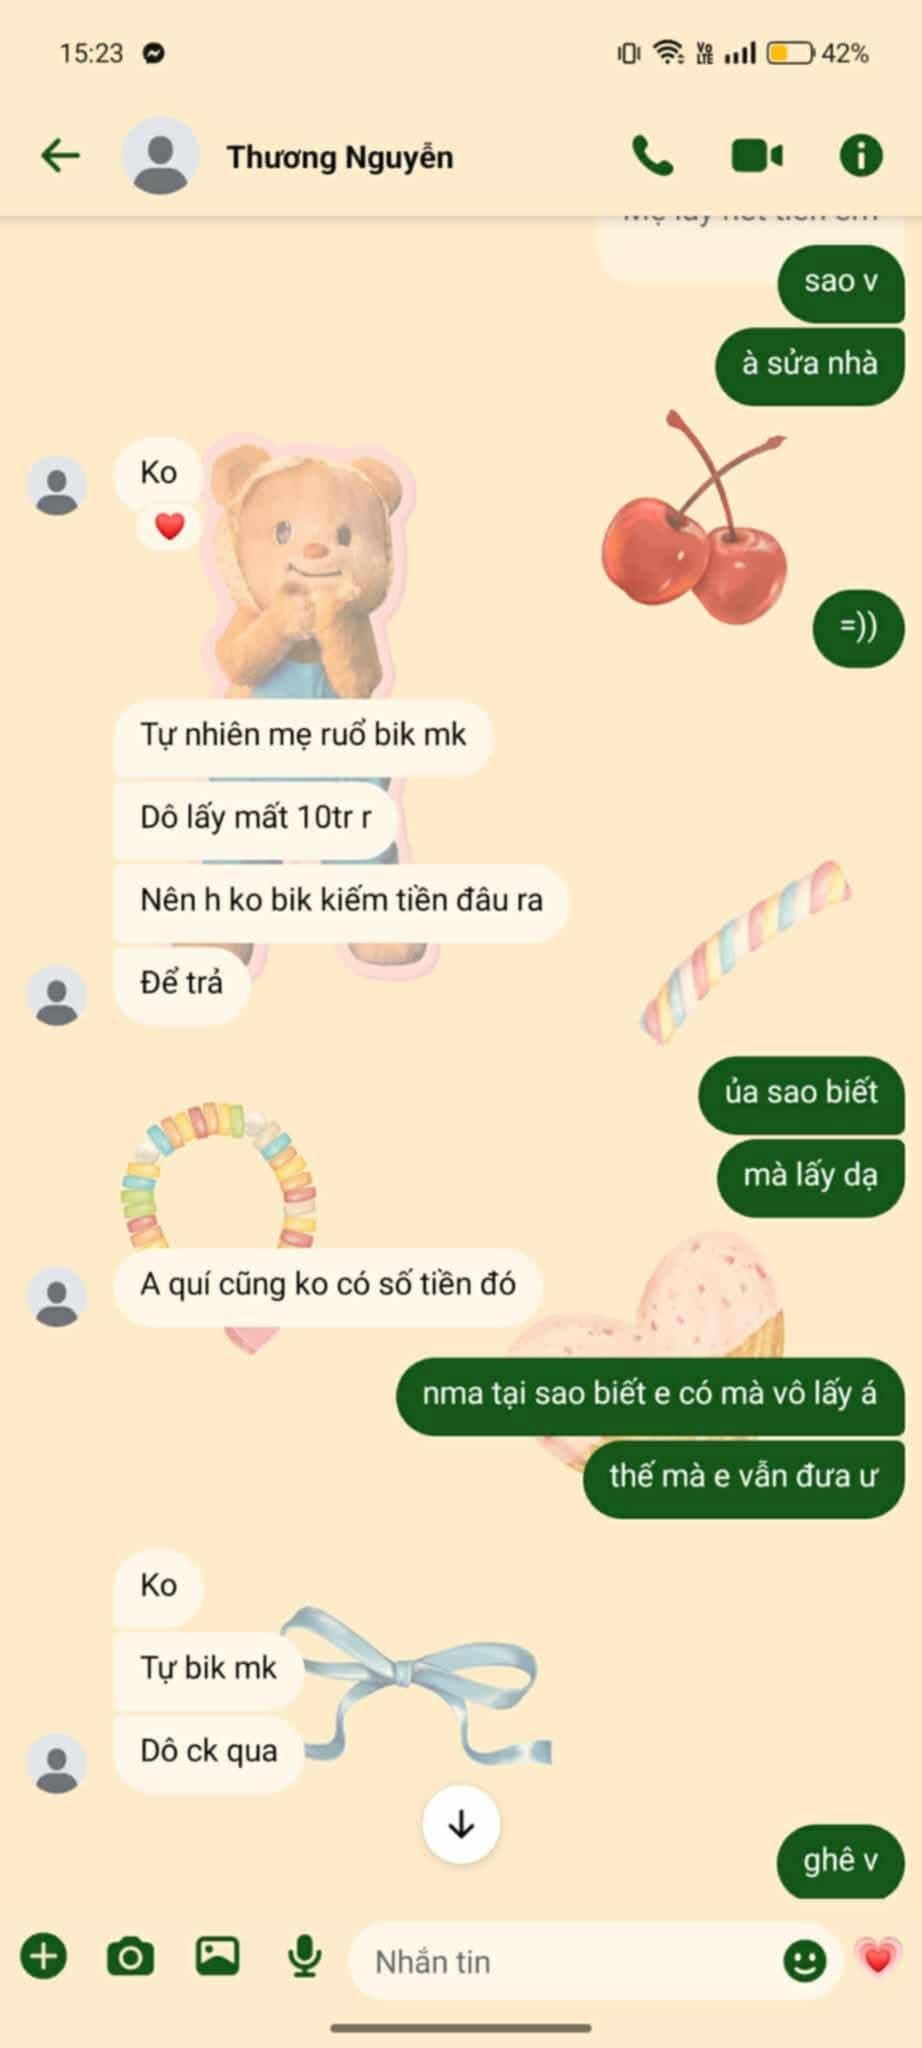 15:23
Vo
LTE
42%
Thương Nguyễn
sao v
à sửa nhà
Ko
=))
Tự nhiên mẹ ruổ bik mk
Dô lấy mất 10tr r
Nên h ko bik kiếm tiền đâu ra
Để trả
ủa sao biết
mà lấy dạ
A quí cũng ko có số tiền đó
nma tại sao biết e có mà vô lấy á
thế mà e vẫn đưa ư
Ko
Tự bik mk
Dô ck qua
ghê v
Nhắn tin